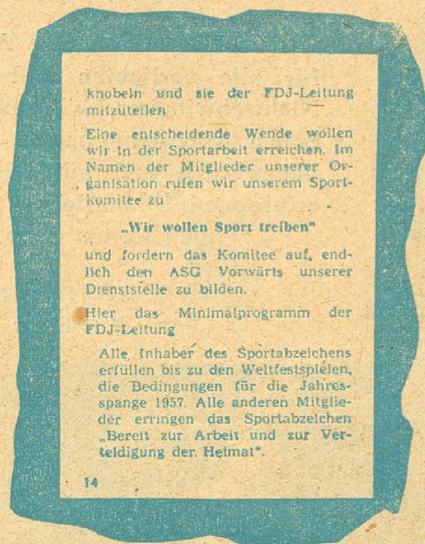 knobeln und sie der FDJ-Leitung
mitzuteilen
Eine entscheidende Wende wollen
wir in der Sportarbeit erreichen. Im
Namen der Mitglieder unserer Or-
ganisation rufen wir unserem Sport-
komitee zu
„Wir wollen Sport treiben“
und fordern das Komitee auf, end-
lich den ASG Vorwärts unserer
Dienststelle zu bilden.
Hier das Minimalprogramm der
FDJ-Leitung
Alle Inhaber des Sportabzeichens
erfüllen bis zu den Weltfestspielen,
die Bedingungen für die Jahres-
spange 1957. Alle anderen Mitglie-
der erringen das Sportabzeichen
„Bereit zur Arbeit und zur Ver-
teidigung der Heimat“.
14